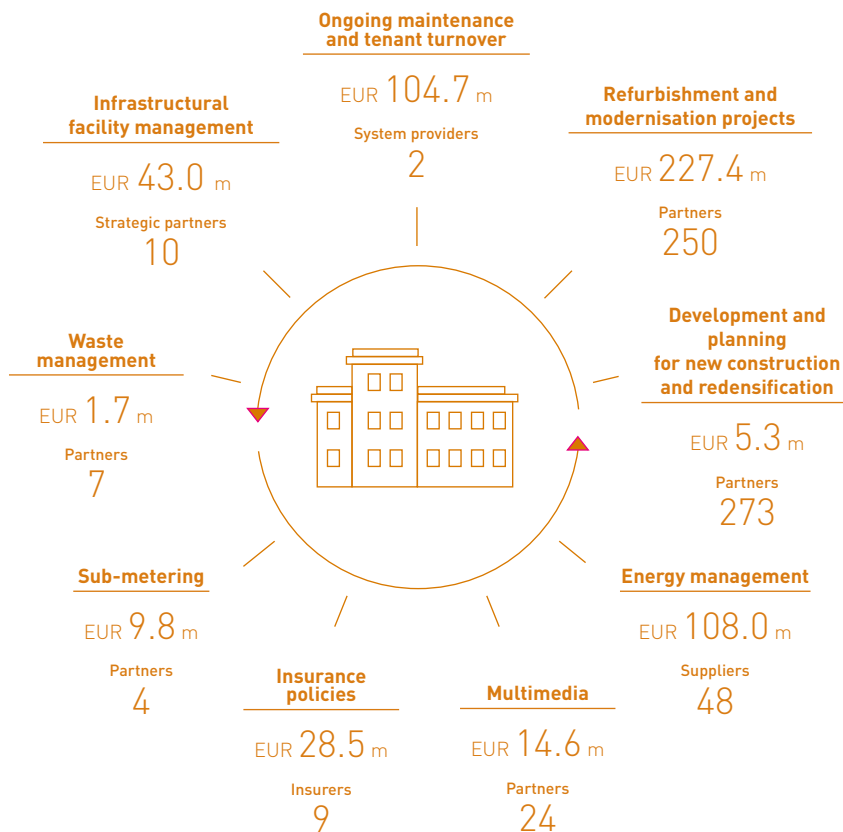 Ongoing maintenance
and tenant turnover
EUR 104.7 m
System providers
2
Refurbishment and
modernisation projects
EUR 227.4 m
Partners
250
Development and
planning
for new construction
and redensification
EUR 5.3 m
Partners
273
Energy management
EUR 108.0 m
Suppliers
48
Multimedia
EUR 14.6 m
Partners
24
Insurance
policies
EUR 28.5 m
Insurers
9
Sub-metering
EUR 9.8 m
Partners
4
Waste
management
EUR 1.7 m
Partners
7
Infrastructural
facility management
EUR 43.0 m
Strategic partners
10